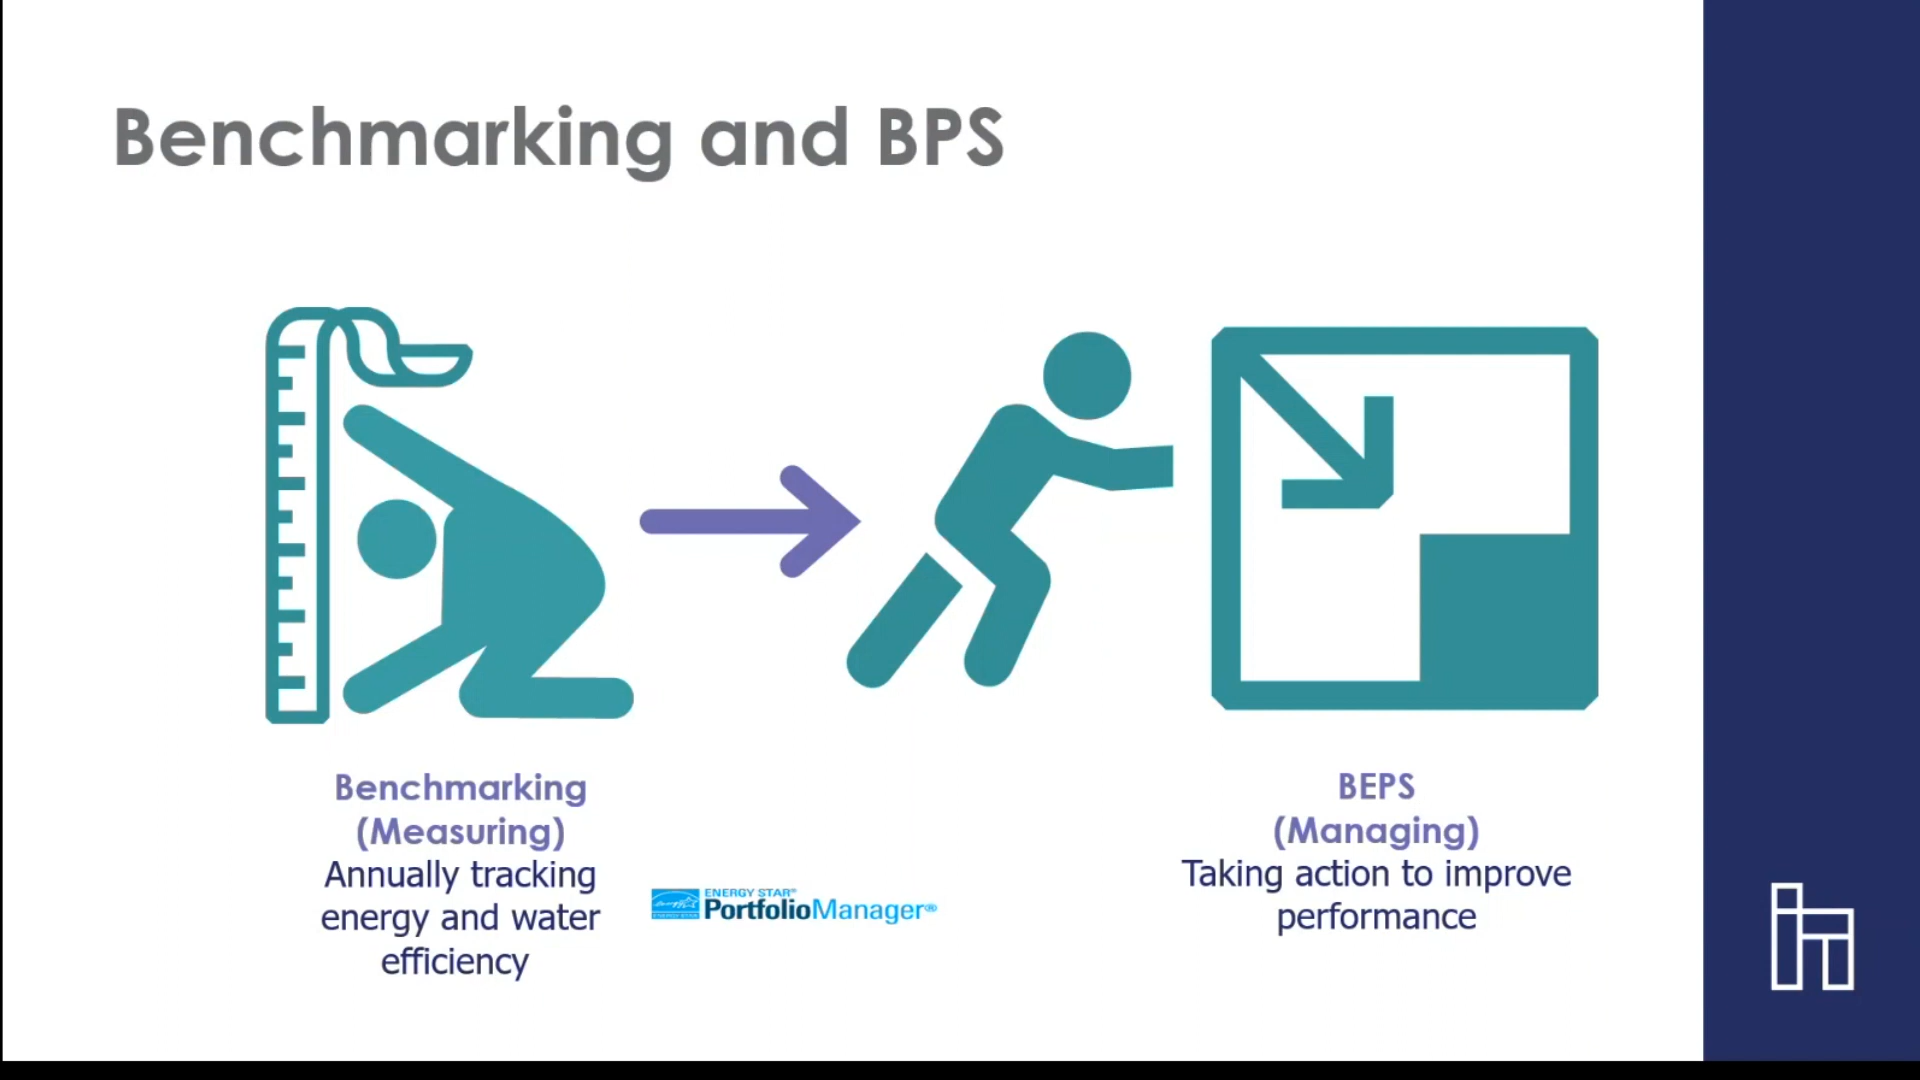 Benchmarking and BPS
Benchmarking
(Measuring)
Annually tracking
energy and water
efficiency
ENERGY STAR®
PortfolioManager®
BEPS
(Managing)
Taking action to improve
performance